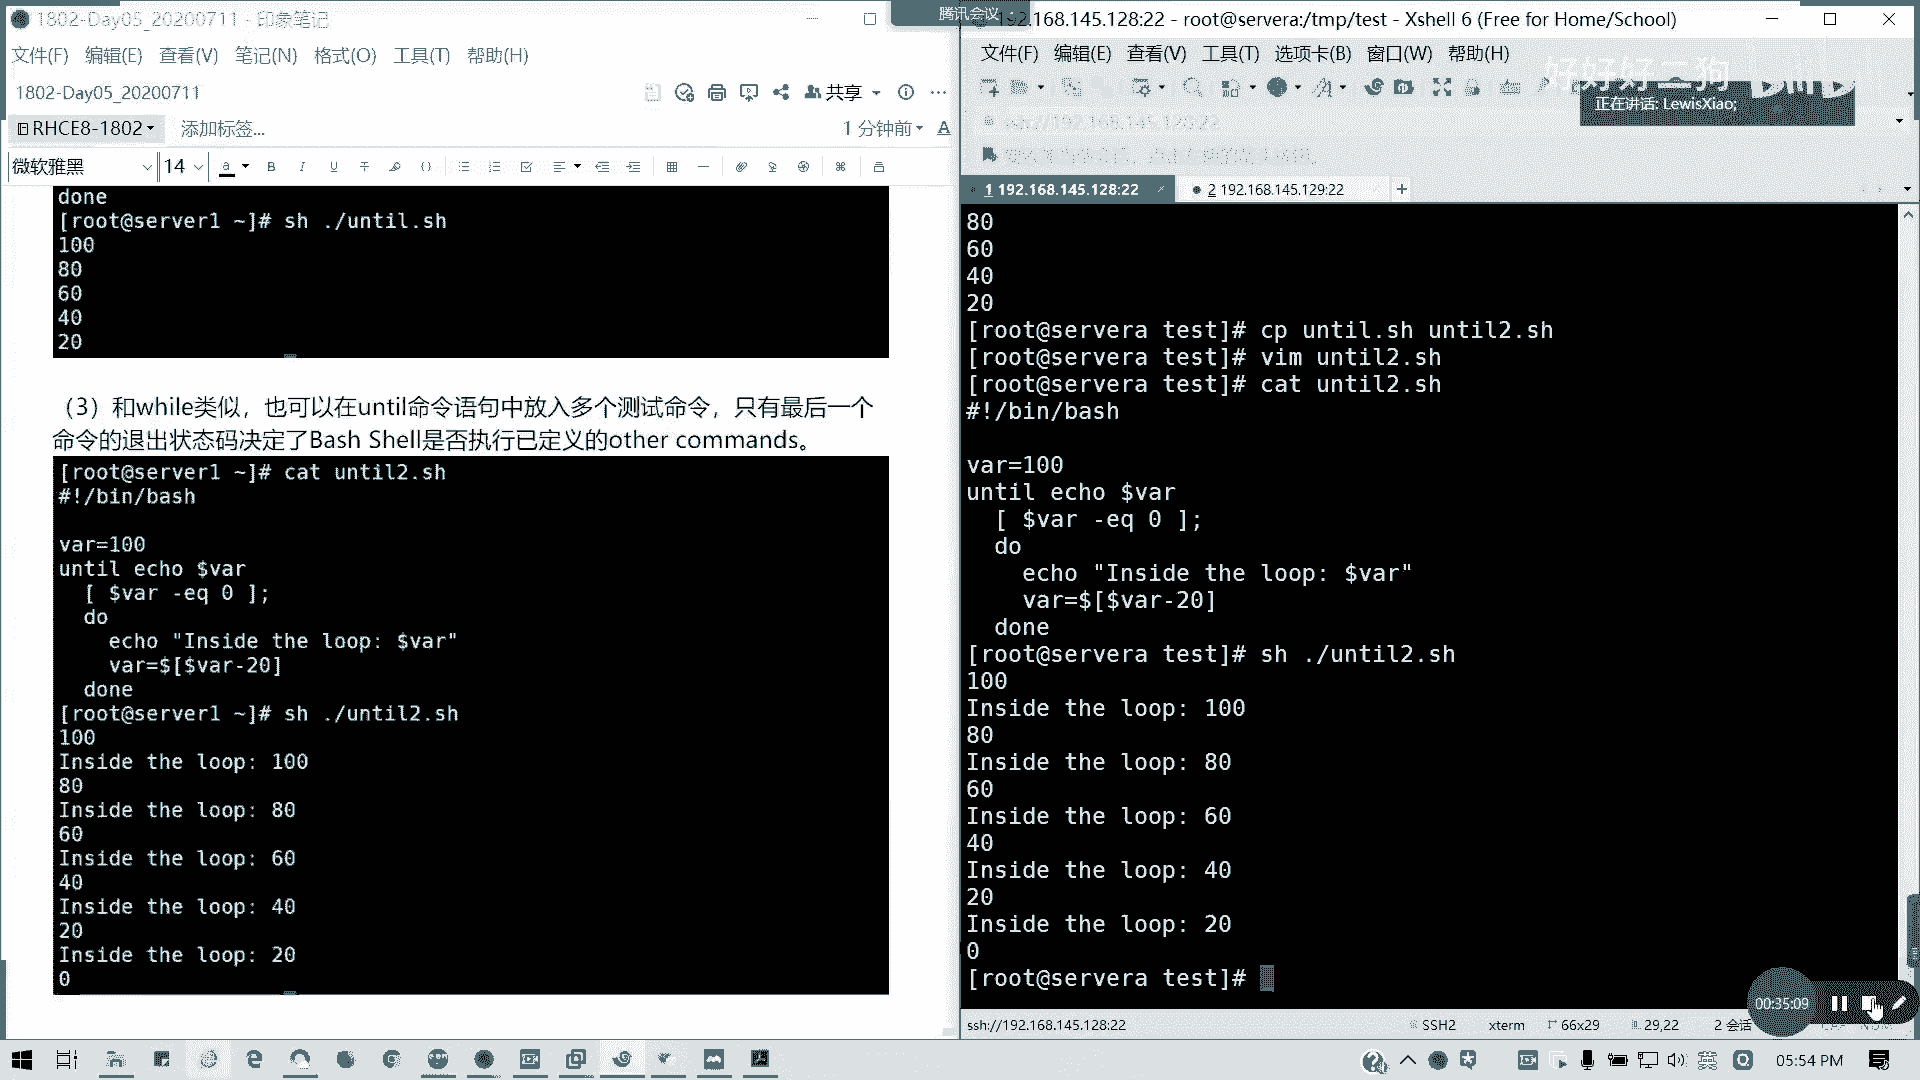 1802-Day05_20200711 - 印象笔记
文件(F) 编辑(E) 查看(V) 笔记(N) 格式(O) 工具(T) 帮助(H)
1802-Day05_20200711
共享
RHCE8-1802
添加标签...
1 分钟前
微软雅黑
14
done
[root@server1 ~]# sh ./until.sh
100
80
60
40
20
（3）和while类似，也可以在until命令语句中放入多个测试命令，只有最后一个
命令的退出状态码决定了Bash Shell是否执行已定义的other commands。
[root@server1 ~]# cat until2.sh
#!/bin/bash
var=100
until echo $var
[ $var -eq 0 ];
do
echo "Inside the loop: $var"
var=$[$var-20]
done
[root@server1 ~]# sh ./until2.sh
100
Inside the loop: 100
80
Inside the loop: 80
60
Inside the loop: 60
40
Inside the loop: 40
20
Inside the loop: 20
0
腾讯会议
192.168.145.128:22 - root@servera:/tmp/test - Xshell 6 (Free for Home/School)
文件(F) 编辑(E) 查看(V) 工具(T) 选项卡(B) 窗口(W) 帮助(H)
好好好二狗
正在讲话: LewisXiao;
1 192.168.145.128:22
2 192.168.145.129:22
80
60
40
20
[root@servera test]# cp until.sh until2.sh
[root@servera test]# vim until2.sh
[root@servera test]# cat until2.sh
#!/bin/bash
var=100
until echo $var
[ $var -eq 0 ];
do
echo "Inside the loop: $var"
var=$[$var-20]
done
[root@servera test]# sh ./until2.sh
100
Inside the loop: 100
80
Inside the loop: 80
60
Inside the loop: 60
40
Inside the loop: 40
20
Inside the loop: 20
0
[root@servera test]#
00:35:09
ssh://192.168.145.128:22
SSH2
xterm
66x29
29,22
2 会话
英
05:54 PM